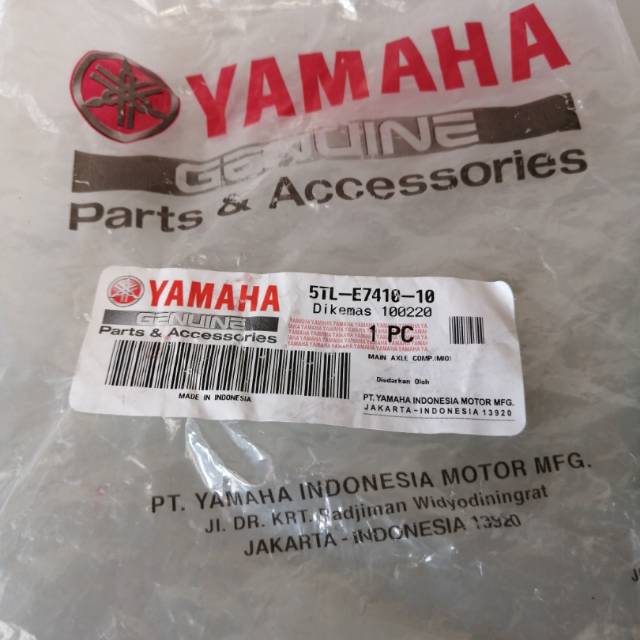 YAMAHA
GENUINE
Parts & Accessories
YAMAHA
GENUINE
Parts & Accessories
5TL-E7410-10
Dikemas 100220
1 PC
MAIN AXLE COMP.(MIO)
MADE IN INDONESIA
Diedarkan Oleh
PT.YAMAHA INDONESIA MOTOR MFG.
JAKARTA-INDONESIA 13920
PT. YAMAHA INDONESIA MOTOR MFG.
Jl. DR. KRT. Radjiman Widyodiningrat
JAKARTA - INDONESIA 13920